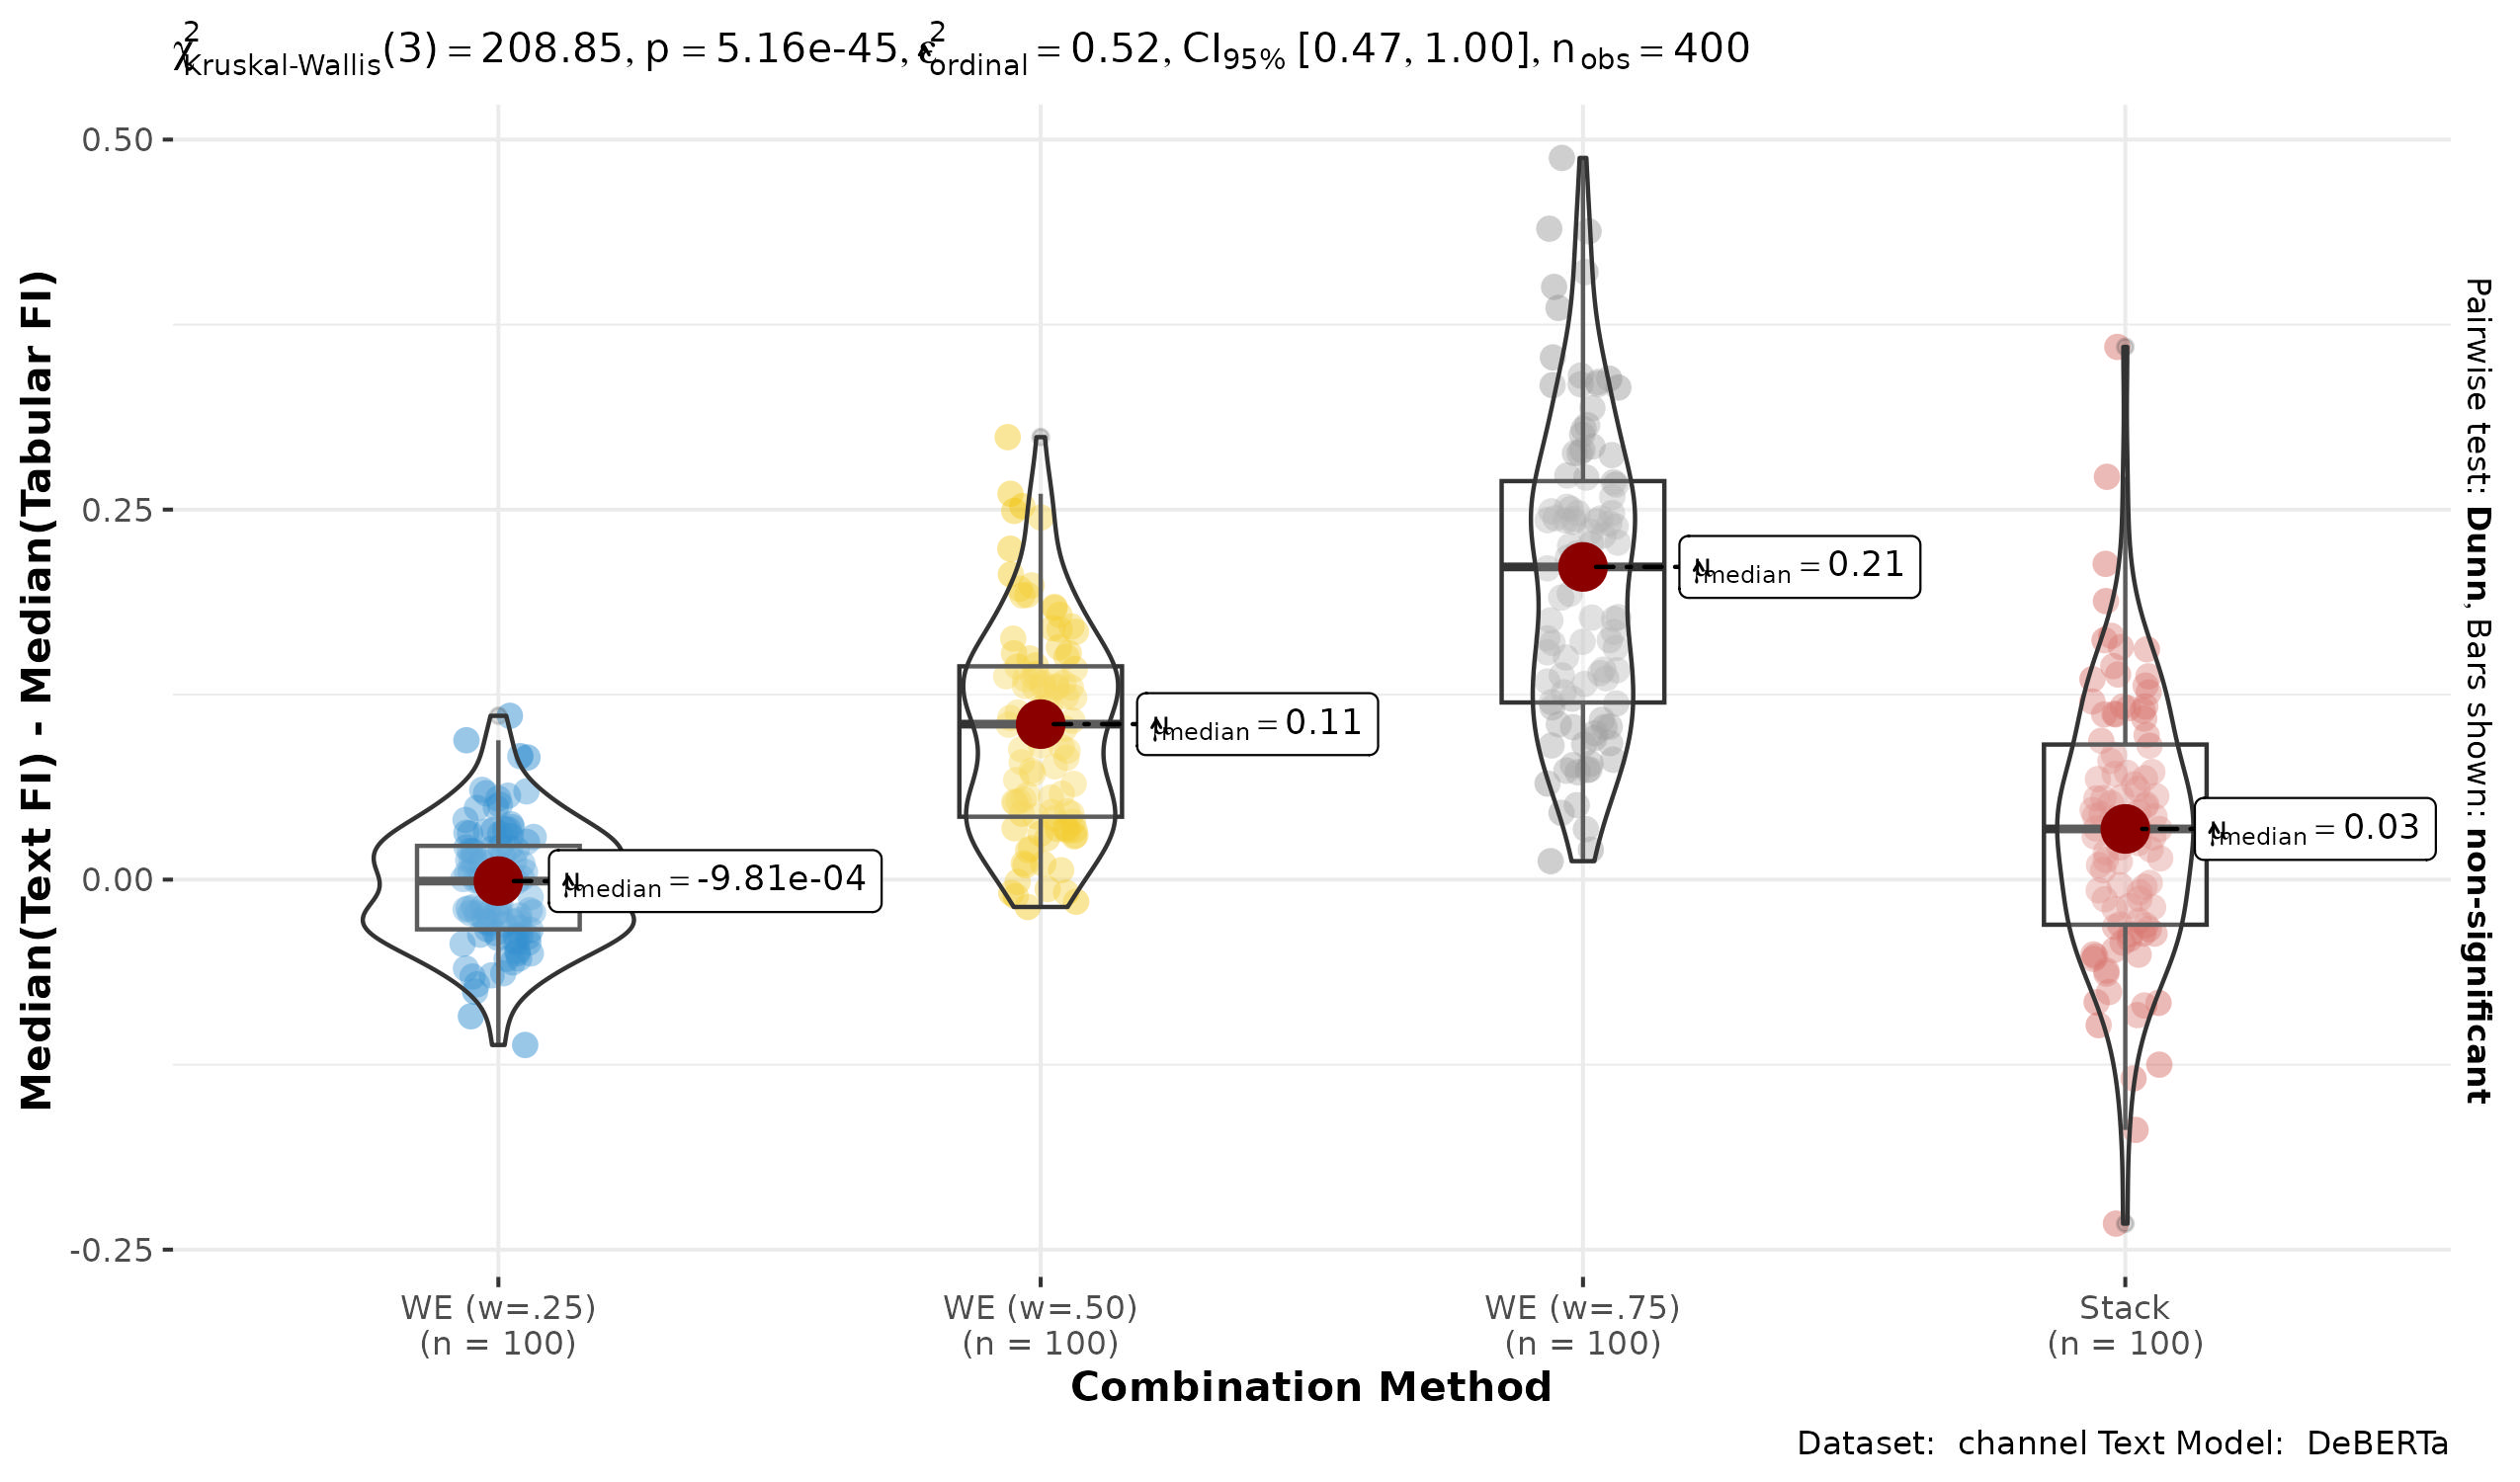 χ²Kruskal-Wallis(3) = 208.85, p = 5.16e-45, ε²ordinal = 0.52, CI95% [0.47, 1.00], nobs = 400
Median(Text FI) - Median(Tabular FI)
0.50
0.25
0.00
-0.25
μ̂median = -9.81e-04
μ̂median = 0.11
μ̂median = 0.21
μ̂median = 0.03
Pairwise test: Dunn, Bars shown: non-significant
WE (w=.25)
(n = 100)
WE (w=.50)
(n = 100)
WE (w=.75)
(n = 100)
Stack
(n = 100)
Combination Method
Dataset: channel Text Model: DeBERTa